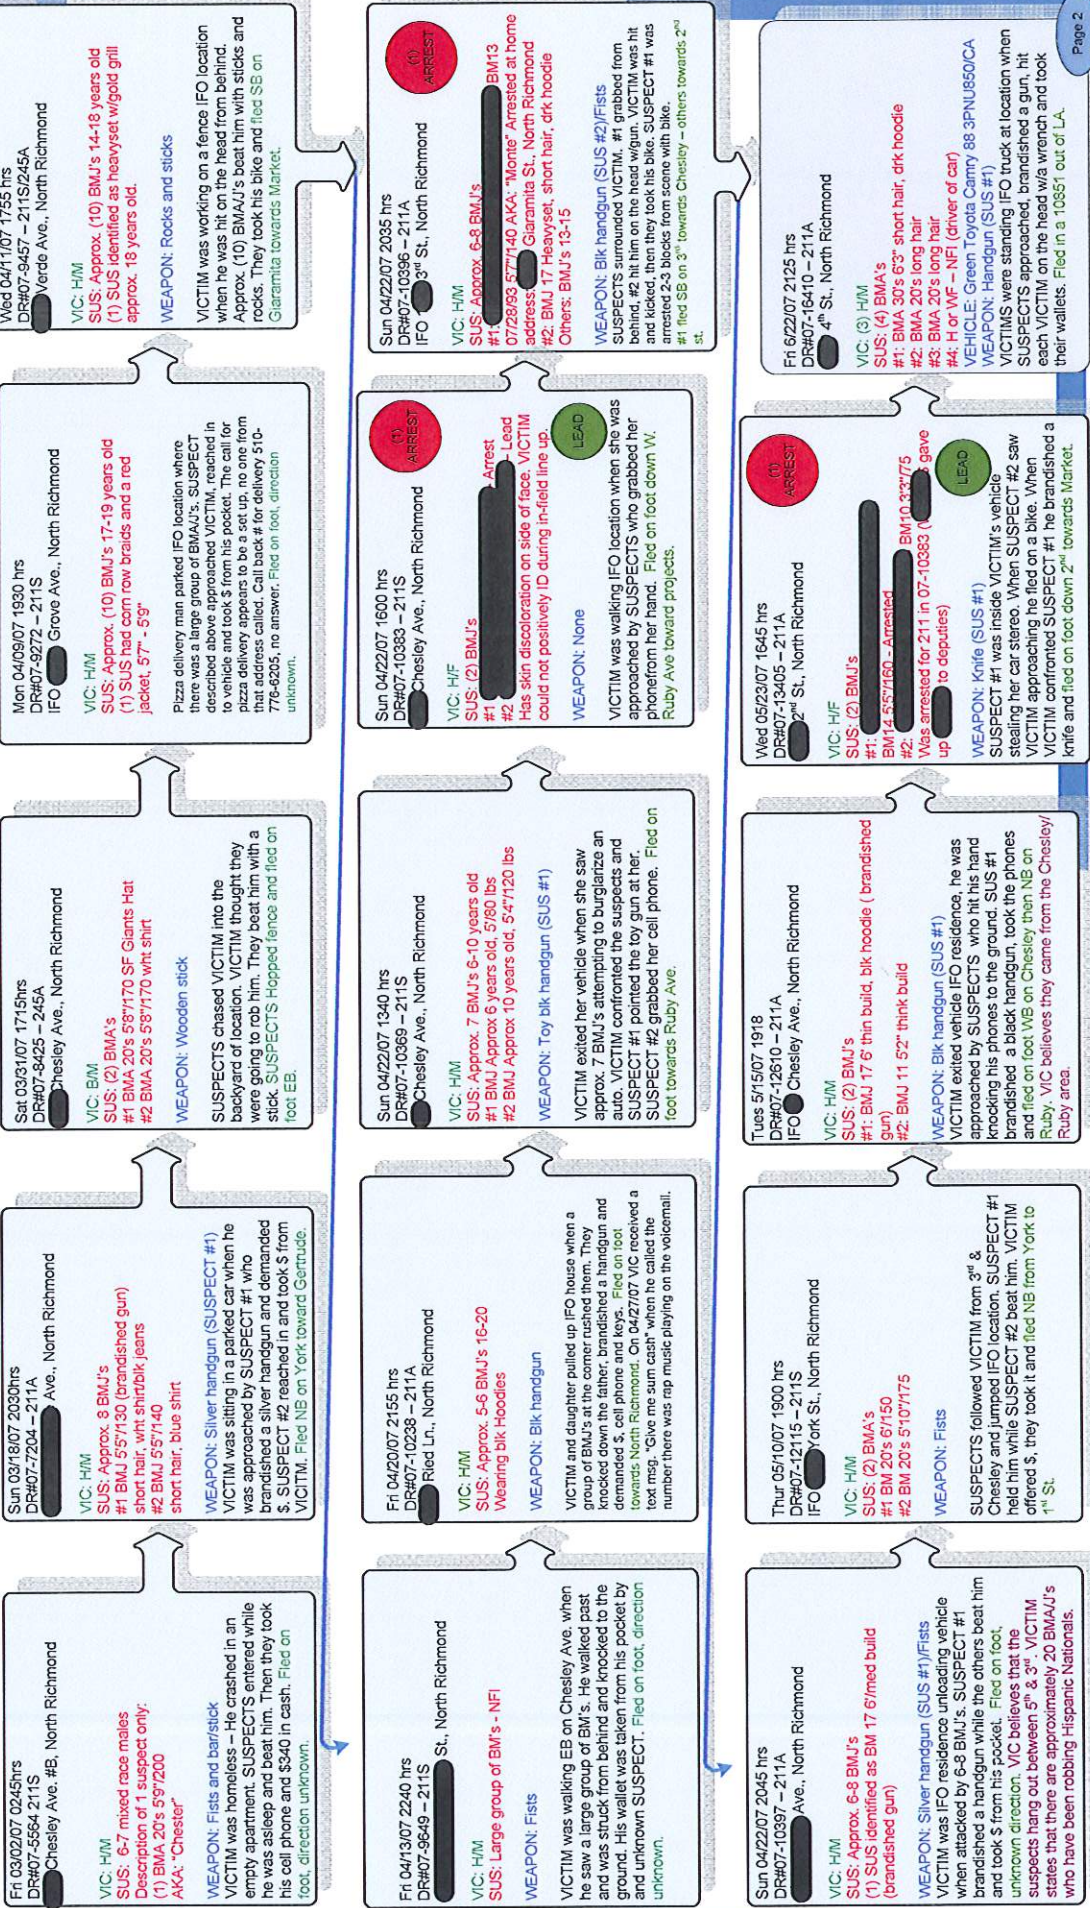 Fri 03/02/07 0245hrs
DR#07-5564 211S
Chesley Ave. #B, North Richmond
VIC: H/M
SUS: 6-7 mixed race males
Description of 1 suspect only:
(1) BMA 20's 5'9"/200
AKA: "Chester"
WEAPON: Fists and bar/stick
VICTIM was homeless – He crashed in an
empty apartment. SUSPECTS entered while
he was asleep and beat him. Then they took
his cell phone and $340 in cash. Fled on
foot, direction unknown.
Sun 03/18/07 2030hrs
DR#07-7204 – 211A
Ave., North Richmond
VIC: H/M
SUS: Approx. 8 BMJ's
#1 BMJ 5'5"/130 (brandished gun)
short hair, wht shirt/blk jeans
#2 BMJ 5'5"/140
short hair, blue shirt
WEAPON: Silver handgun (SUSPECT #1)
VICTIM was sitting in a parked car when he
was approached by SUSPECT #1 who
brandished a silver handgun and demanded
$. SUSPECT #2 reached in and took $ from
VICTIM. Fled NB on York toward Gertrude.
Sat 03/31/07 1715hrs
DR#07-8425 – 245A
Chesley Ave., North Richmond
VIC: B/M
SUS: (2) BMA's
#1 BMA 20's 5'8"/170 SF Giants Hat
#2 BMA 20's 5'8"/170 wht shirt
WEAPON: Wooden stick
SUSPECTS chased VICTIM into the
backyard of location. VICTIM thought they
were going to rob him. They beat him with a
stick. SUSPECTS Hopped fence and fled on
foot EB.
Mon 04/09/07 1930 hrs
DR#07-9272 – 211S
IFO Grove Ave., North Richmond
VIC: H/M
SUS: Approx. (10) BMJ's 17-19 years old
(1) SUS had corn row braids and a red
jacket, 5'7" - 5'9"
Pizza delivery man parked IFO location where
there was a large group of BMA/J's. SUSPECT
described above approached VICTIM, reached in
to vehicle and took $ from his pocket. The call for
pizza delivery appears to be a set up, no one from
that address called. Call back # for delivery 510-
776-6205, no answer. Fled on foot, direction
unknown.
Wed 04/11/07 1755 hrs
DR#07-9457 – 211S/245A
Verde Ave., North Richmond
VIC: H/M
SUS: Approx. (10) BMJ's 14-18 years old
(1) SUS identified as heavyset w/gold grill
approx. 18 years old.
WEAPON: Rocks and sticks
VICTIM was working on a fence IFO location
when he was hit on the head from behind.
Approx. (10) BMA/J's beat him with sticks and
rocks. They took his bike and fled SB on
Giaramita towards Market.
Fri 04/13/07 2240 hrs
DR#07-9649 – 211S
St., North Richmond
VIC: H/M
SUS: Large group of BM's - NFI
WEAPON: Fists
VICTIM was walking EB on Chesley Ave. when
he saw a large group of BM's. He walked past
and was struck from behind and knocked to the
ground. His wallet was taken from his pocket by
and unknown SUSPECT. Fled on foot, direction
unknown.
Fri 04/20/07 2155 hrs
DR#07-10238 – 211A
Ried Ln., North Richmond
VIC: H/M
SUS: Approx. 5-6 BMJ's 16-20
Wearing blk Hoodies
WEAPON: Blk handgun
VICTIM and daughter pulled up IFO house when a
group of BMJ's at the corner rushed them. They
knocked down the father, brandished a handgun and
demanded $, cell phone and keys. Fled on foot
towards North Richmond. On 04/27/07 VIC received a
text msg. "Give me sum cash" when he called the
number there was rap music playing on the voicemail.
Sun 04/22/07 1340 hrs
DR#07-10369 – 211S
Chesley Ave., North Richmond
VIC: H/M
SUS: Approx. 7 BMJ's 6-10 years old
#1 BMJ Approx 6 years old, 5'/80 lbs
#2 BMJ Approx 10 years old, 5'4"/120 lbs
WEAPON: Toy blk handgun (SUS #1)
VICTIM exited her vehicle when she saw
approx. 7 BMJ's attempting to burglarize an
auto. VICTIM confronted the suspects and
SUSPECT #1 pointed the toy gun at her.
SUSPECT #2 grabbed her cell phone. Fled on
foot towards Ruby Ave.
Sun 04/22/07 1600 hrs
DR#07-10383 – 211S
Chesley Ave., North Richmond
(1)
ARREST
VIC: H/F
SUS: (2) BMJ's
#1 Arrest
#2 - Lead
Has skin discoloration on side of face. VICTIM
could not positively ID during in-field line up.
LEAD
WEAPON: None
VICTIM was walking IFO location when she was
approached by SUSPECTS who grabbed her
phonefrom her hand. Fled on foot down W.
Ruby Ave toward projects.
Sun 04/22/07 2035 hrs
DR#07-10396 – 211A
IFO 3rd St., North Richmond
(1)
ARREST
VIC: H/M
SUS: Approx. 6-8 BMJ's
#1: BM13
07/28/93 5'7"/140 AKA: "Monte" Arrested at home
address: Giaramita St., North Richmond
#2: BMJ 17 Heavyset, short hair, drk hoodie
Others: BMJ's 13-15
WEAPON: Blk handgun (SUS #2)/Fists
SUSPECTS surrounded VICTIM. #1 grabbed from
behind, #2 hit him on the head w/gun. VICTIM was hit
and kicked, then they took his bike. SUSPECT #1 was
arrested 2-3 blocks from scene with bike.
#1 fled SB on 3rd towards Chesley – others towards 2nd
st.
Sun 04/22/07 2045 hrs
DR#07-10397 – 211A
Ave., North Richmond
VIC: H/M
SUS: Approx. 6-8 BMJ's
(1) SUS identified as BM 17 6'/med build
(brandished gun)
WEAPON: Silver handgun (SUS #1)/Fists
VICTIM was IFO residence unloading vehicle
when attacked by 6-8 BMJ's. SUSPECT #1
brandished a handgun while the others beat him
and took $ from his pocket. Fled on foot,
unknown direction. VIC believes that the
suspects hang out between 5th & 3rd. VICTIM
states that there are approximately 20 BMA/J's
who have been robbing Hispanic Nationals.
Thur 05/10/07 1900 hrs
DR#07-12115 – 211S
IFO York St., North Richmond
VIC: H/M
SUS: (2) BMA's
#1 BM 20's 6'/150
#2 BM 20's 5'10"/175
WEAPON: Fists
SUSPECTS followed VICTIM from 3rd &
Chesley and jumped IFO location. SUSPECT #1
held him while SUSPECT #2 beat him. VICTIM
offered $, they took it and fled NB from York to
1st St.
Tues 5/15/07 1918
DR#07-12610 – 211A
IFO Chesley Ave., North Richmond
VIC: H/M
SUS: (2) BMJ's
#1: BMJ 17 6' thin build, blk hoodie ( brandished
gun)
#2: BMJ 11 5'2" think build
WEAPON: Blk handgun (SUS #1)
VICTIM exited vehicle IFO residence, he was
approached by SUSPECTS who hit his hand
knocking his phones to the ground. SUS #1
brandished a black handgun, took the phones
and fled on foot WB on Chesley then NB on
Ruby. VIC believes they came from the Chesley/
Ruby area.
Wed 05/23/07 1645 hrs
DR#07-13405 – 211A
2nd St., North Richmond
(1)
ARREST
VIC: H/F
SUS: (2) BMJ's
#1:
BM14 5'5"/160 - Arrested
#2: BM10 3'3"/75
Was arrested for 211 in 07-10383 ( gave
up to deputies)
LEAD
WEAPON: Knife (SUS #1)
SUSPECT #1 was inside VICTIM's vehicle
stealing her car stereo. When SUSPECT #2 saw
VICTIM approaching he fled on a bike. When
VICTIM confronted SUSPECT #1 he brandished a
knife and fled on foot down 2nd towards Market.
Fri 6/22/07 2125 hrs
DR#07-16410 – 211A
4th St., North Richmond
VIC: (3) H/M
SUS: (4) BMA's
#1: BMA 30's 6'3" short hair, drk hoodie
#2: BMA 20's long hair
#3: BMA 20's long hair
#4: H or WF – NFI (driver of car)
VEHICLE: Green Toyota Camry 88 3PNU850/CA
WEAPON: Handgun (SUS #1)
VICTIMS were standing IFO truck at location when
SUSPECTS approached, brandished a gun, hit
each VICTIM on the head w/a wrench and took
their wallets. Fled in a 10851 out of LA.
Page 2